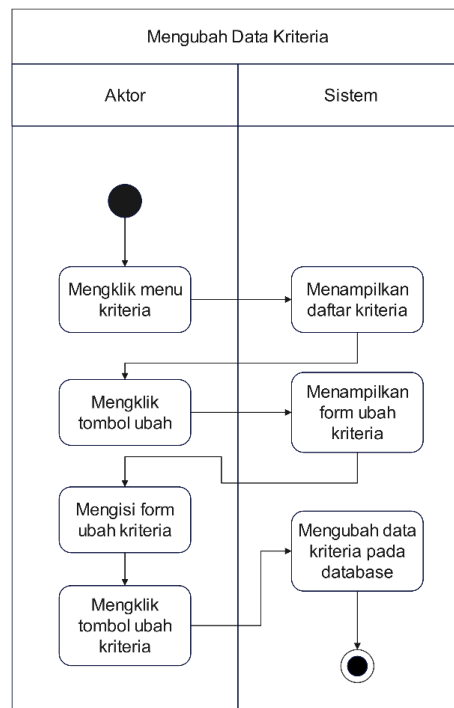 Mengubah Data Kriteria
Aktor
Sistem
Mengklik menu
kriteria
Menampilkan
daftar kriteria
Mengklik
tombol ubah
Menampilkan
form ubah
kriteria
Mengisi form
ubah kriteria
Mengklik
tombol ubah
kriteria
Mengubah data
kriteria pada
database